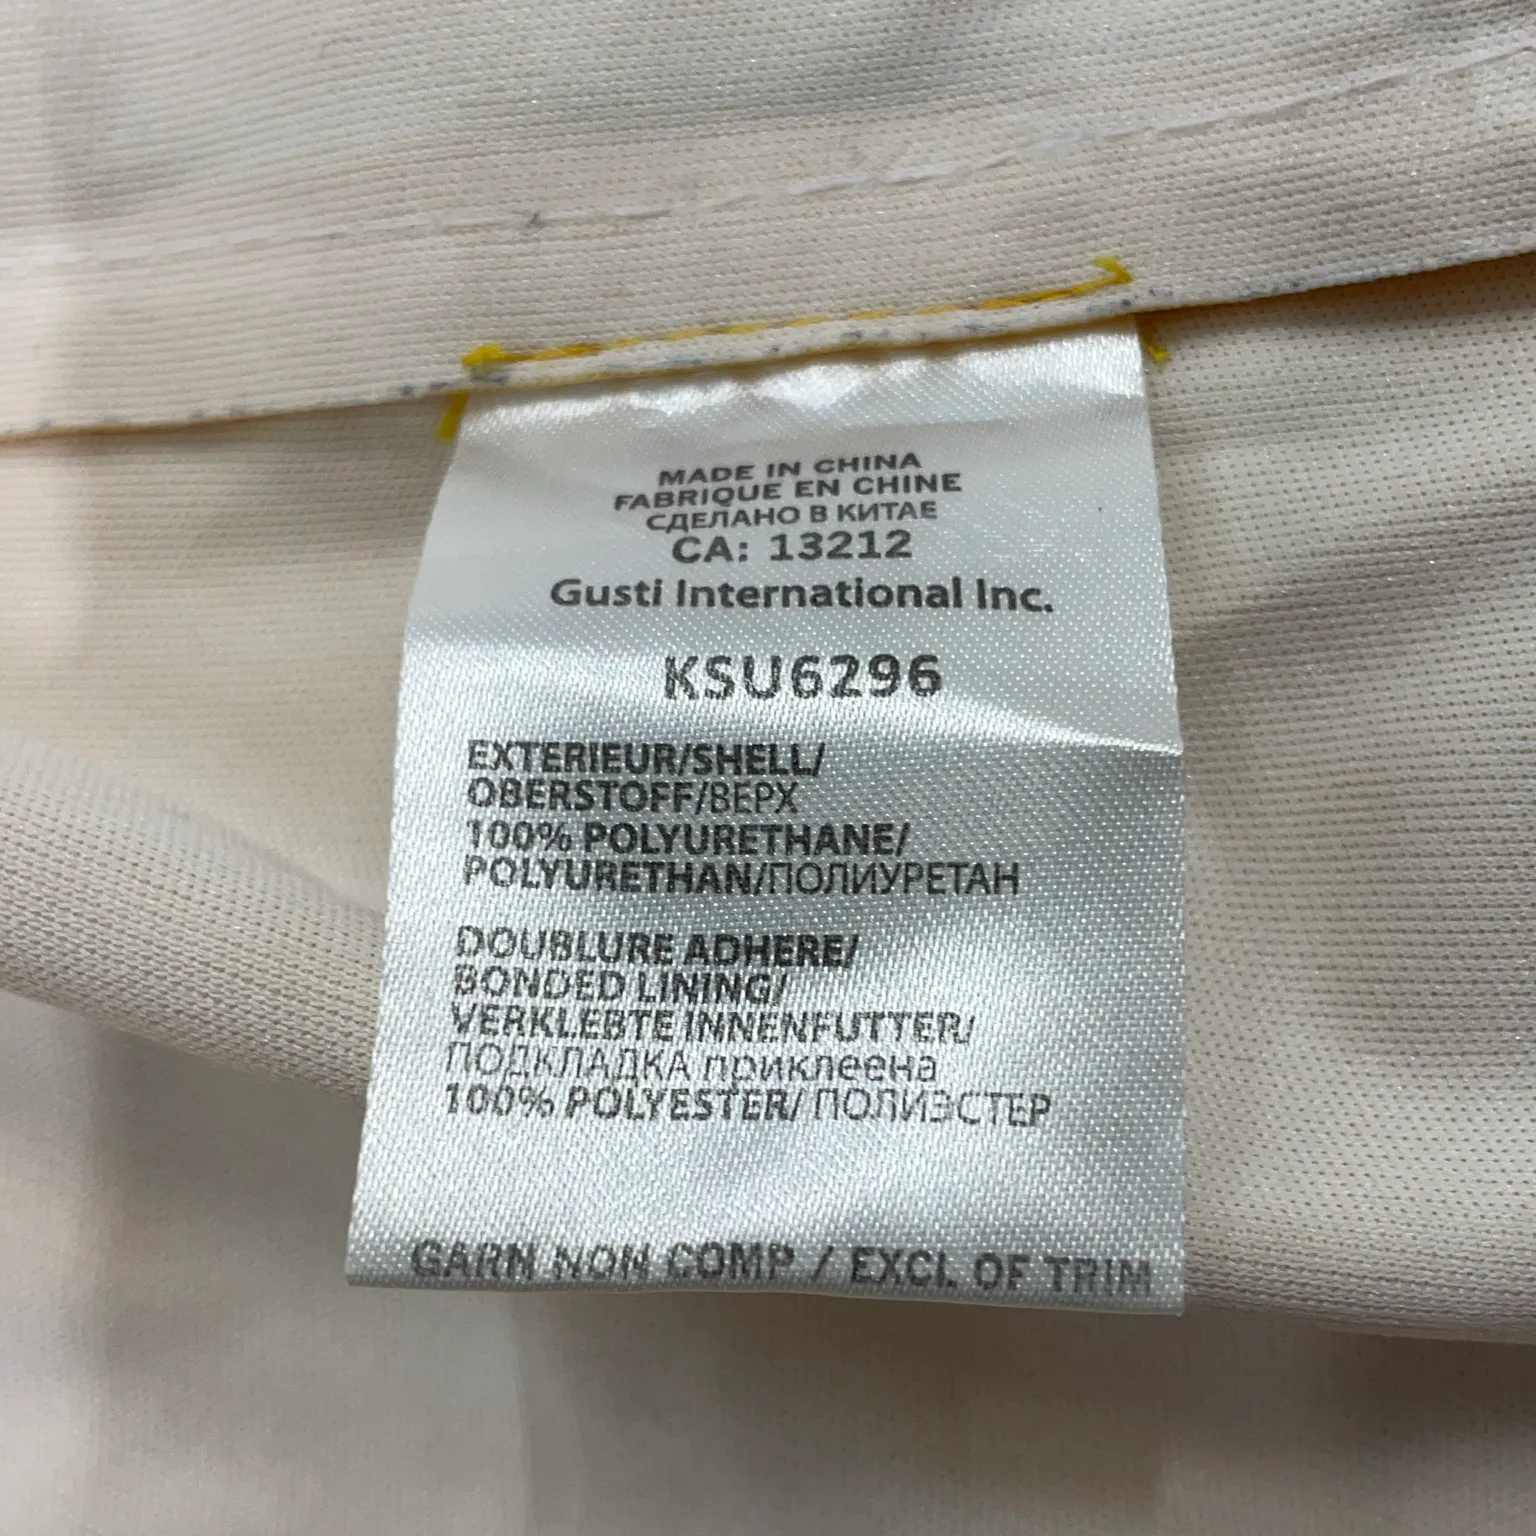 MADE IN CHINA
FABRIQUE EN CHINE
СДЕЛАНО В КИТАЕ
CA: 13212
Gusti International Inc.
KSU6296
EXTERIEUR/SHELL/
OBERSTOFF/ВЕРХ
100% POLYURETHANE/
POLYURETHAN/ПОЛИУРЕТАН
DOUBLURE ADHERE/
BONDED LINING/
VERKLEBTE INNENFUTTER/
ПОДКЛАДКА приклеена
100% POLYESTER/ ПОЛИЭСТЕР
GARN NON COMP / EXCL OF TRIM